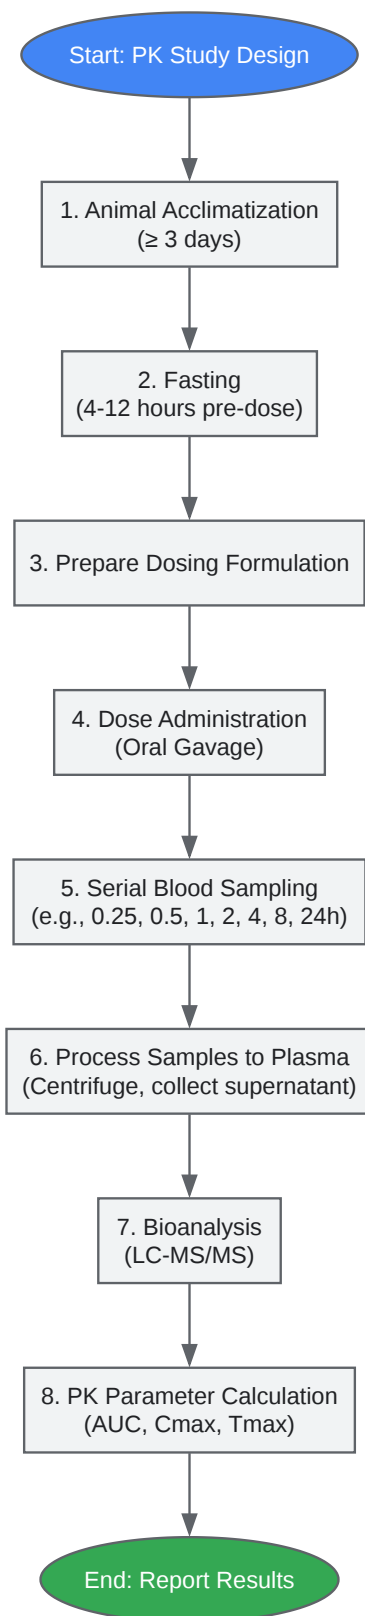 Start: PK Study Design
1. Animal Acclimatization
(≥ 3 days)
2. Fasting
(4-12 hours pre-dose)
3. Prepare Dosing Formulation
4. Dose Administration
(Oral Gavage)
5. Serial Blood Sampling
(e.g., 0.25, 0.5, 1, 2, 4, 8, 24h)
6. Process Samples to Plasma
(Centrifuge, collect supernatant)
7. Bioanalysis
(LC-MS/MS)
8. PK Parameter Calculation
(AUC, Cmax, Tmax)
End: Report Results